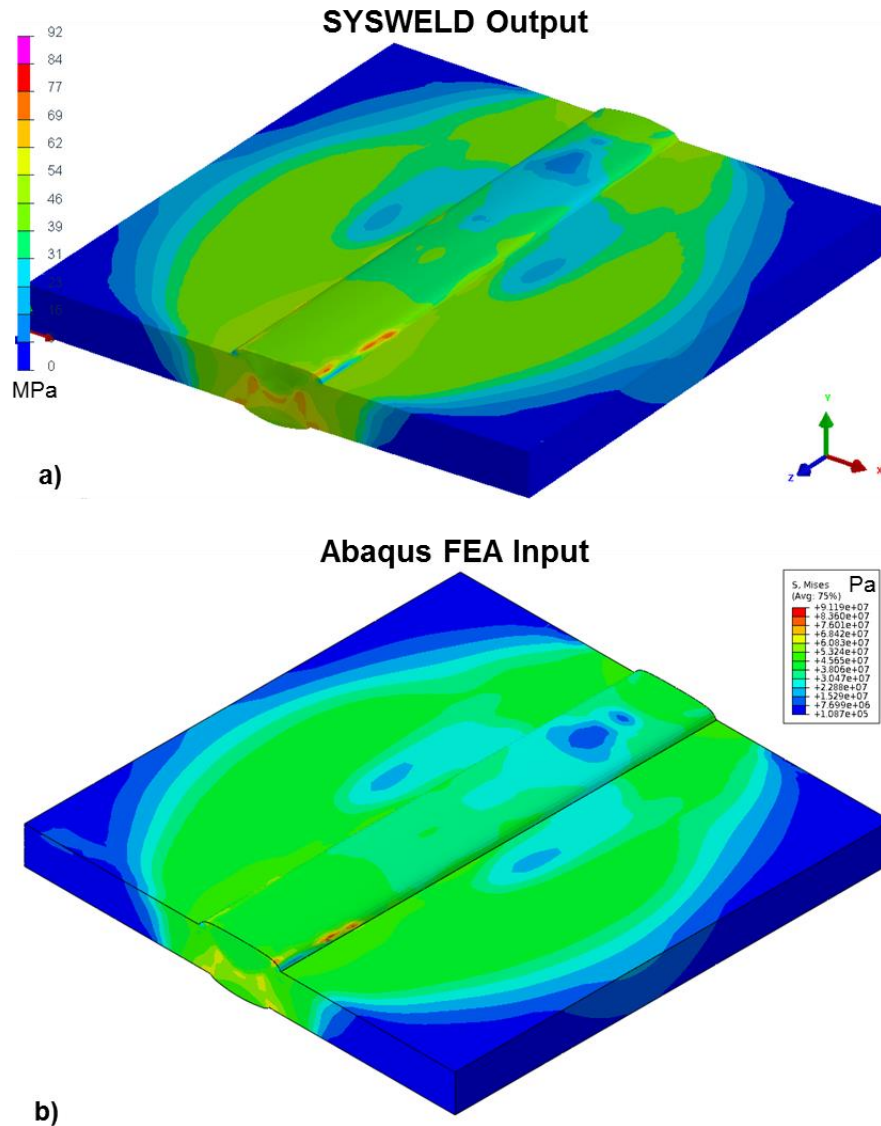 SYSWELD Output
92
84
77
69
62
54
46
39
31
23
16
0
MPa
Y
Z
X
a)
Abaqus FEA Input
S, Mises
(Avg: 75%)
Pa
+9.119e+07
+8.360e+07
+7.601e+07
+6.842e+07
+6.083e+07
+5.324e+07
+4.565e+07
+3.806e+07
+3.047e+07
+2.288e+07
+1.529e+07
+7.699e+06
+1.087e+05
b)